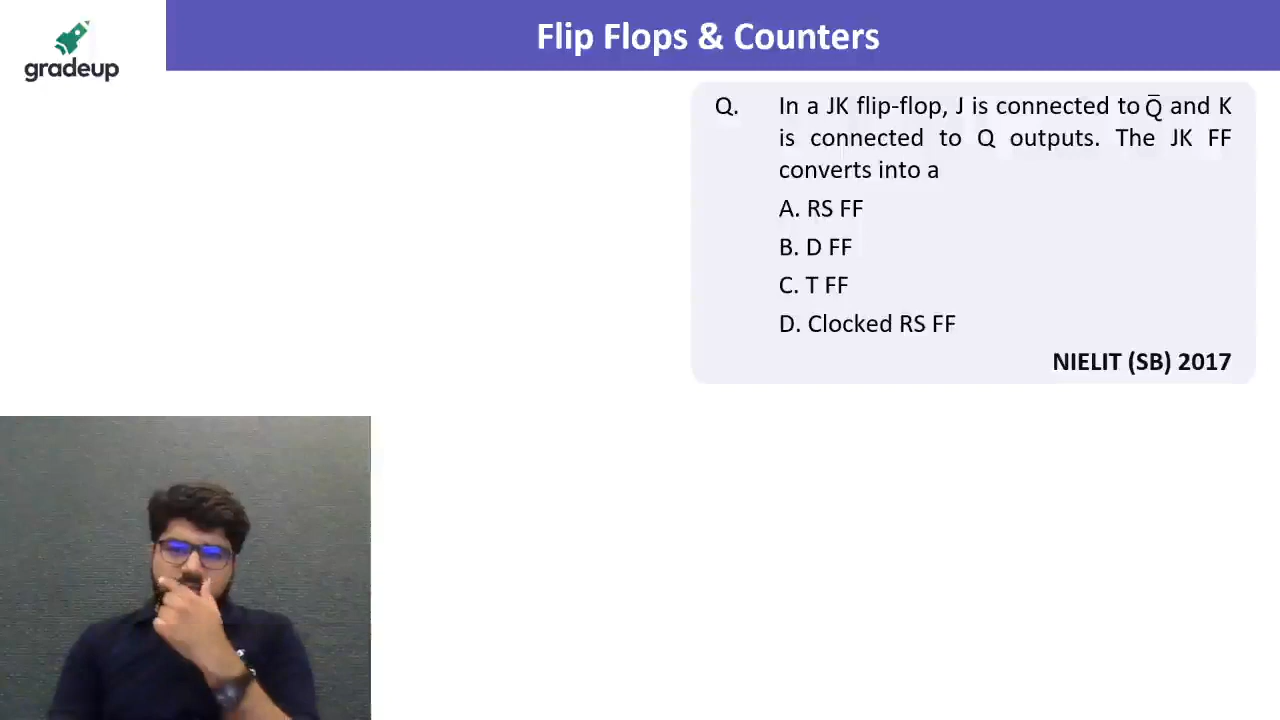 gradeup
Flip Flops & Counters
Q. In a JK flip-flop, J is connected to Q̅ and K
is connected to Q outputs. The JK FF
converts into a
A. RS FF
B. D FF
C. T FF
D. Clocked RS FF
NIELIT (SB) 2017